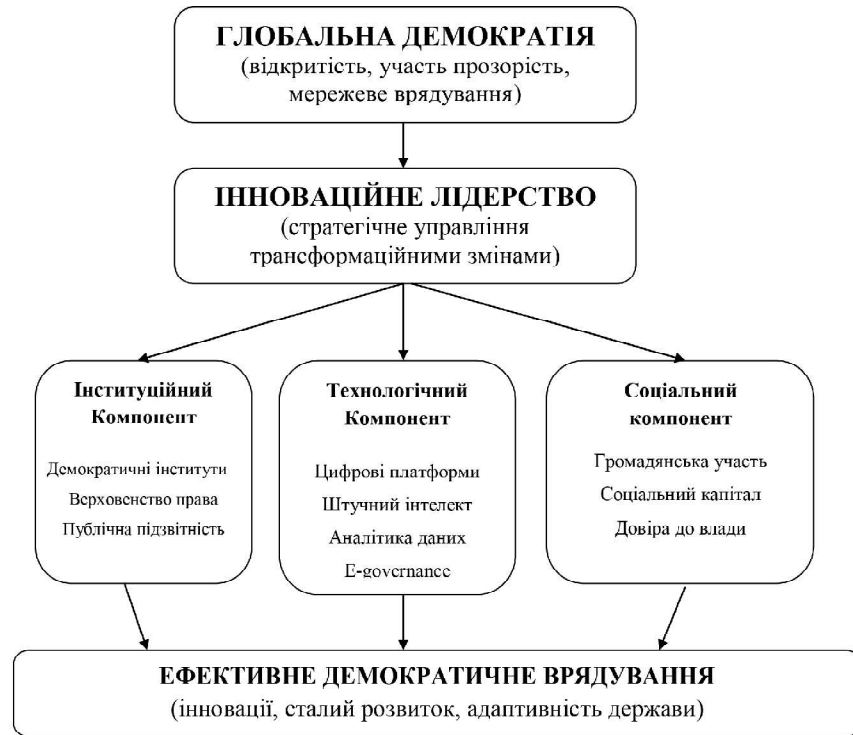 ГЛОБАЛЬНА ДЕМОКРАТІЯ
(відкритість, участь прозорість,
мережеве врядування)
ІННОВАЦІЙНЕ ЛІДЕРСТВО
(стратегічне управління
трансформаційними змінами)
Інституційний
Компонент
Демократичні інститути
Верховенство права
Публічна підзвітність
Технологічний
Компонент
Цифрові платформи
Штучний інтелект
Аналітика даних
E-governance
Соціальний
компонент
Громадянська участь
Соціальний капітал
Довіра до влади
ЕФЕКТИВНЕ ДЕМОКРАТИЧНЕ ВРЯДУВАННЯ
(інновації, сталий розвиток, адаптивність держави)